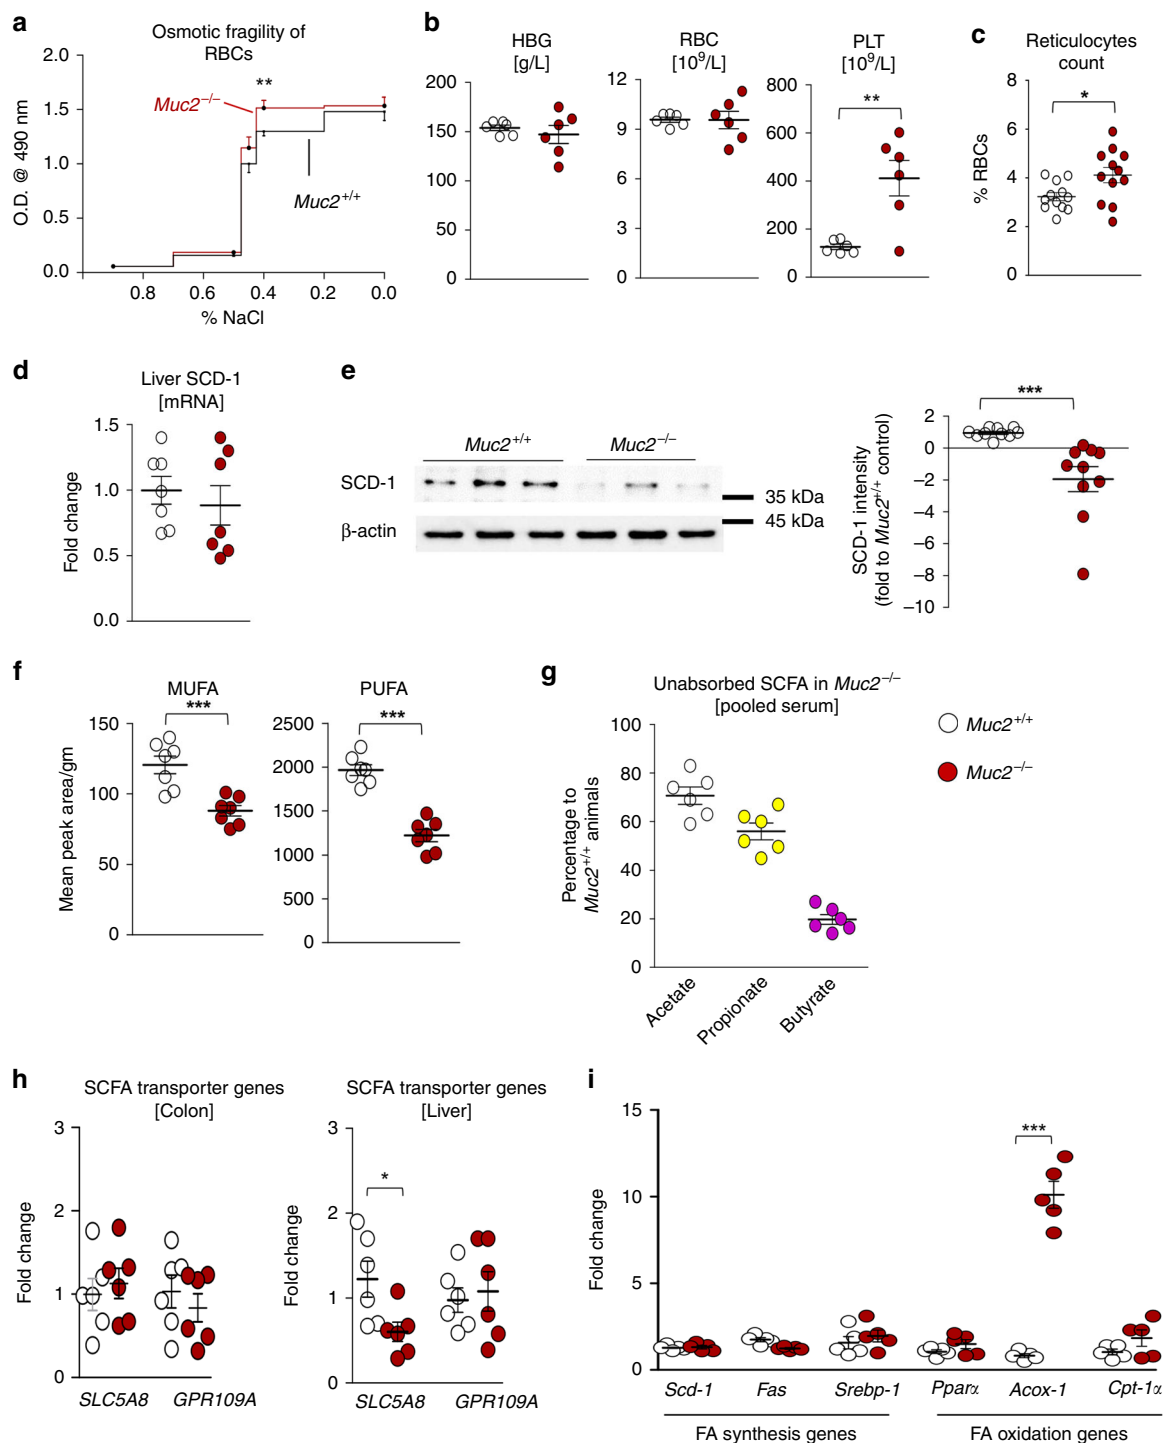 a
Osmotic fragility of
RBCs
2.0
1.5
1.0
0.5
0.0
O.D. @ 490 nm
**
Muc2−/−
Muc2+/+
0.8 0.6 0.4 0.2 0.0
% NaCl
b
HBG
[g/L]
200
150
100
50
0
RBC
[10⁹/L]
12
9
6
3
0
PLT
[10⁹/L]
800
600
400
200
0
**
c
Reticulocytes
count
8
6
4
2
0
% RBCs
*
d
Liver SCD-1
[mRNA]
1.5
1.0
0.5
0.0
Fold change
e
Muc2+/+ Muc2−/−
SCD-1
β-actin
35 kDa
45 kDa
***
2
0
−2
−4
−6
−8
−10
SCD-1 intensity
(fold to Muc2+/+ control)
f
MUFA
***
150
100
50
0
Mean peak area/gm
PUFA
***
2500
2000
1500
1000
500
0
g
Unabsorbed SCFA in Muc2−/−
[pooled serum]
100
80
60
40
20
0
Percentage to
Muc2+/+ animals
Acetate
Propionate
Butyrate
Muc2+/+
Muc2−/−
h
SCFA transporter genes
[Colon]
3
2
1
0
Fold change
SLC5A8 GPR109A
SCFA transporter genes
[Liver]
3
2
1
0
Fold change
*
SLC5A8 GPR109A
i
15
10
5
0
Fold change
***
Scd-1 Fas Srebp-1 Pparα Acox-1 Cpt-1α
FA synthesis genes FA oxidation genes